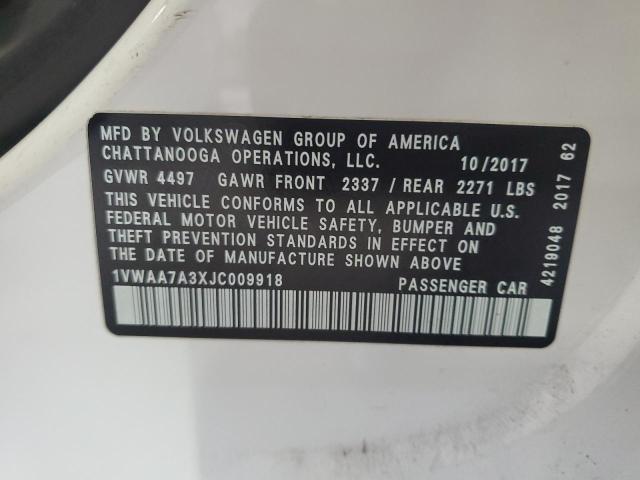 MFD BY VOLKSWAGEN GROUP OF AMERICA
CHATTANOOGA OPERATIONS, LLC. 10/2017
GVWR 4497 GAWR FRONT 2337 / REAR 2271 LBS
THIS VEHICLE CONFORMS TO ALL APPLICABLE U.S.
FEDERAL MOTOR VEHICLE SAFETY, BUMPER AND
THEFT PREVENTION STANDARDS IN EFFECT ON
THE DATE OF MANUFACTURE SHOWN ABOVE
1VWAA7A3XJC009918 PASSENGER CAR
4219048 2017 62